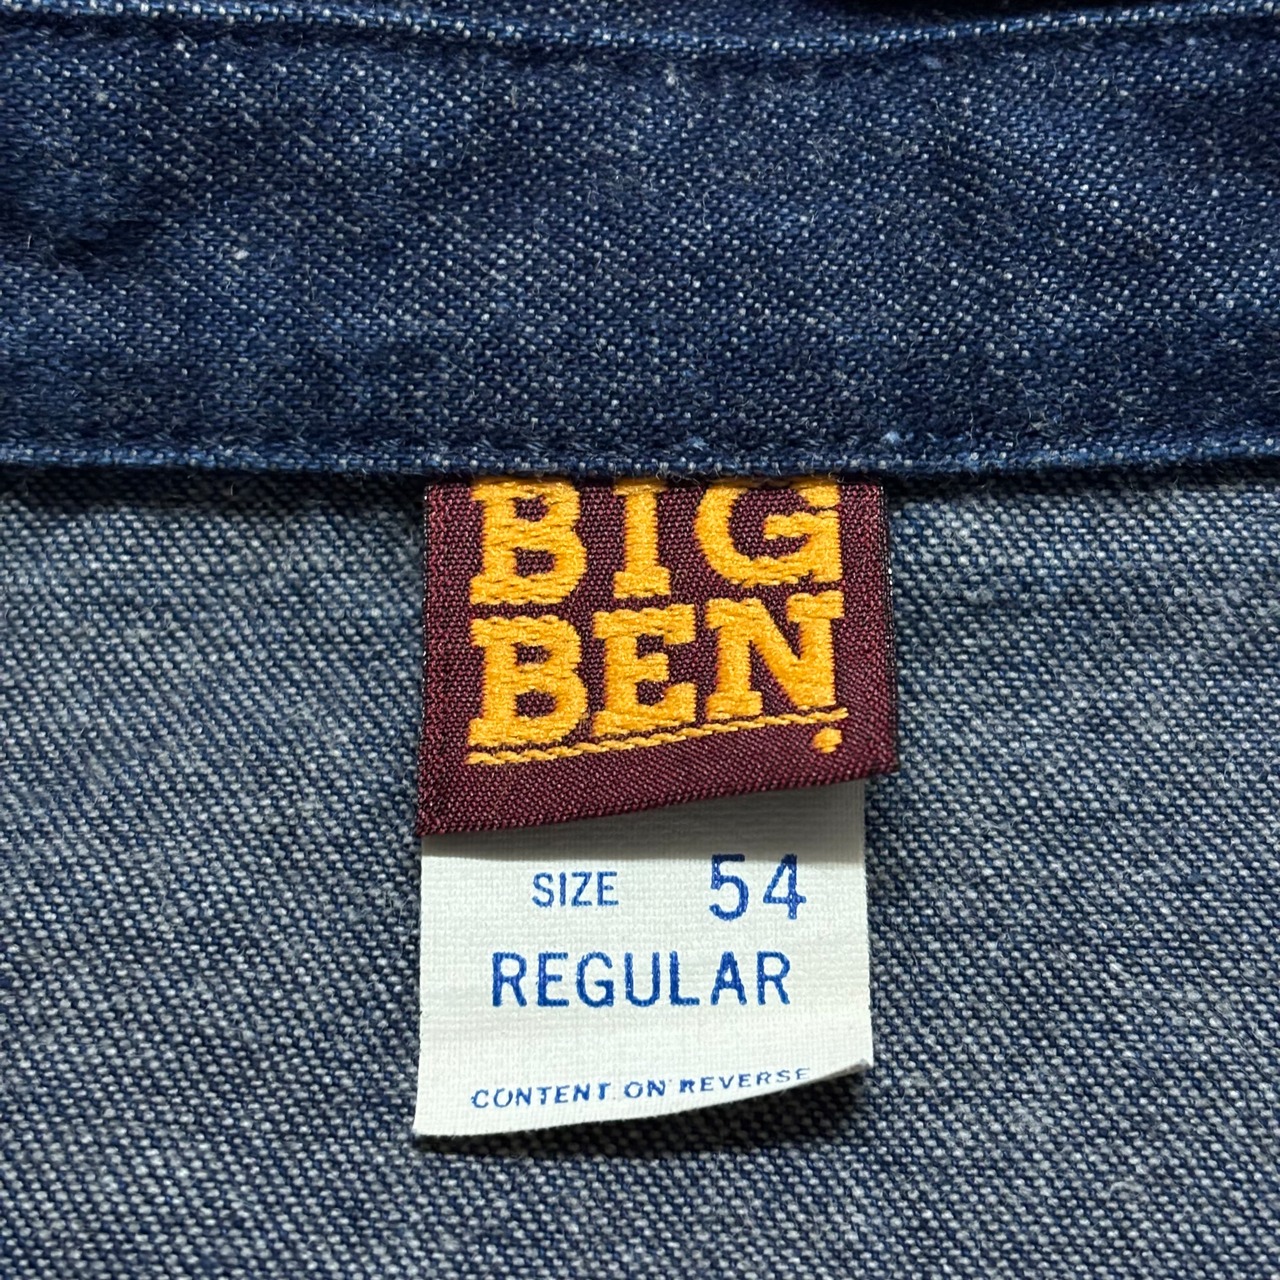 BIG
BEN.
SIZE 54
REGULAR
CONTENT ON REVERSE